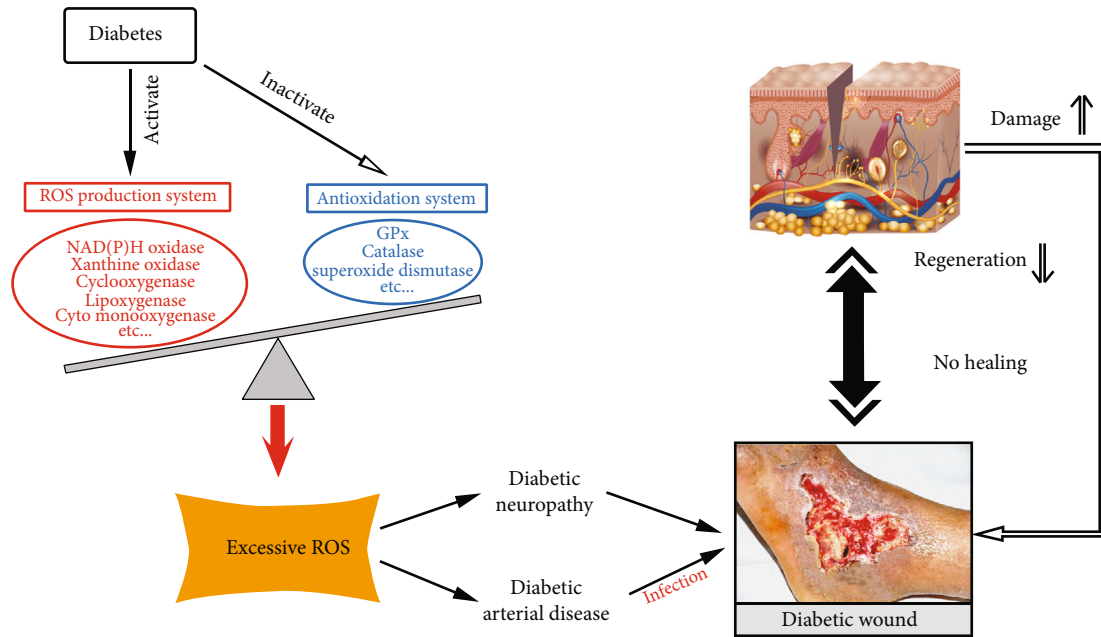 Diabetes
Activate
Inactivate
ROS production system
Antioxidation system
NAD(P)H oxidase
Xanthine oxidase
Cyclooxygenase
Lipoxygenase
Cyto monooxygenase
etc...
GPx
Catalase
superoxide dismutase
etc...
Excessive ROS
Diabetic
neuropathy
Diabetic
arterial disease
Infection
Damage
Regeneration
No healing
Diabetic wound